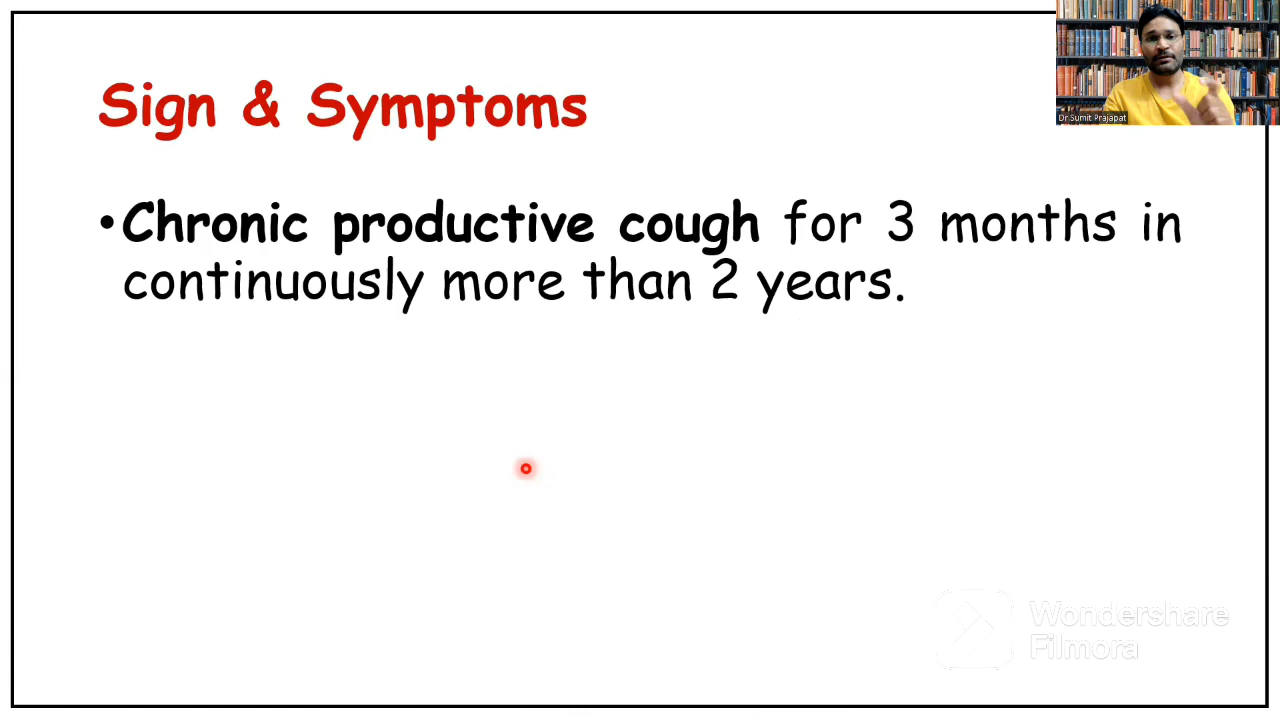 Dr.Sumit Prajapat
Sign & Symptoms
•Chronic productive cough for 3 months in
continuously more than 2 years.
Wondershare
Filmora